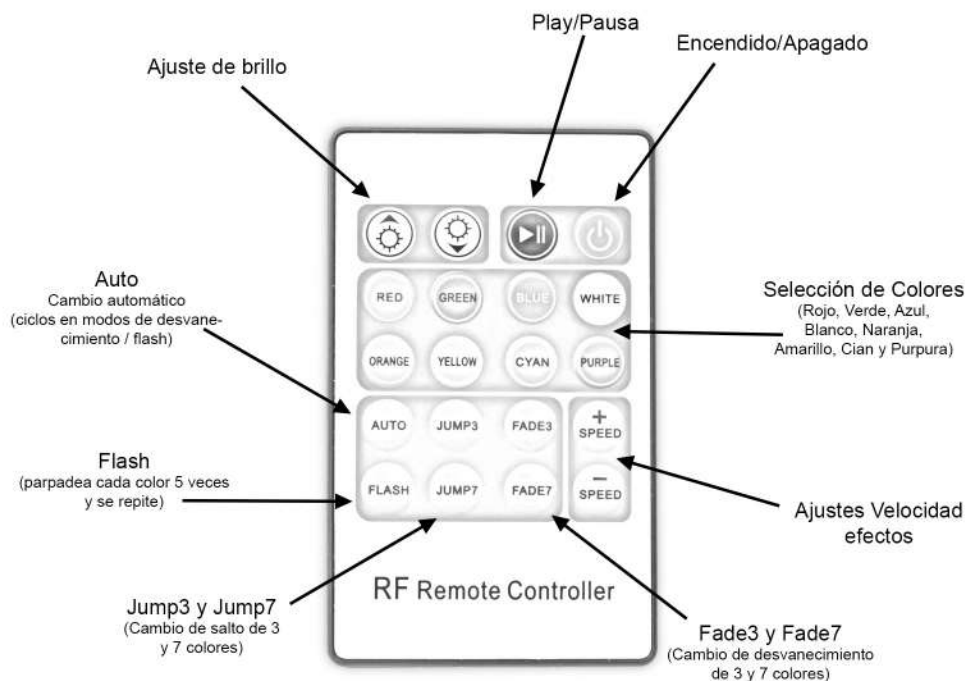 Play/Pausa
Encendido/Apagado
Ajuste de brillo
Auto
Cambio automático
(ciclos en modos de desvane-
cimiento / flash)
RED GREEN BLUE WHITE
ORANGE YELLOW CYAN PURPLE
Selección de Colores
(Rojo, Verde, Azul,
Blanco, Naranja,
Amarillo, Cian y Purpura)
AUTO JUMP3 FADE3 + SPEED
FLASH JUMP7 FADE7 − SPEED
Flash
(parpadea cada color 5 veces
y se repite)
Ajustes Velocidad
efectos
RF Remote Controller
Jump3 y Jump7
(Cambio de salto de 3
y 7 colores)
Fade3 y Fade7
(Cambio de desvanecimiento
de 3 y 7 colores)